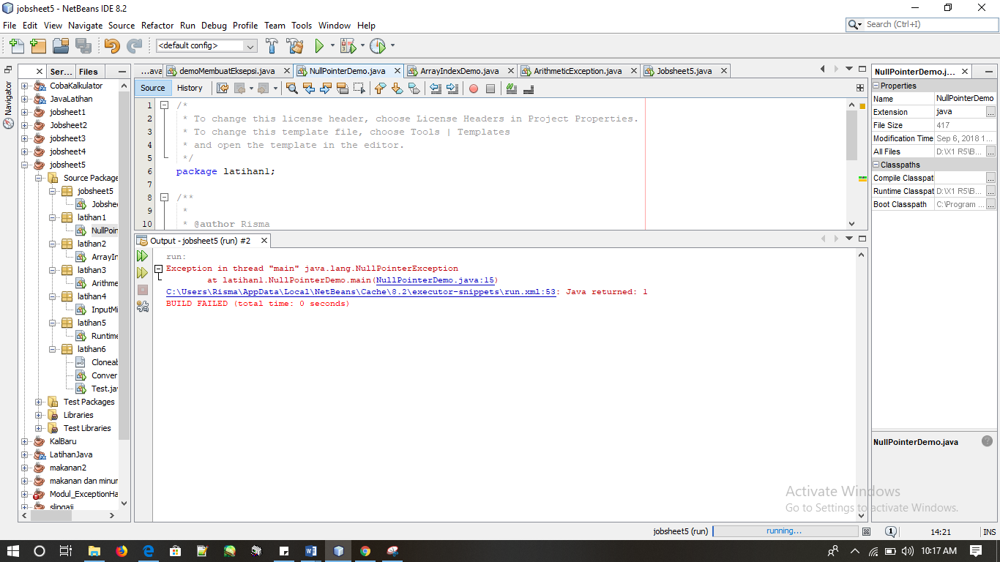 jobsheet5 - NetBeans IDE 8.2
File Edit View Navigate Source Refactor Run Debug Profile Team Tools Window Help
Search (Ctrl+I)
<default config>
Navigator
Ser... Files
CobaKalkulator
JavaLatihan
jobsheet1
Jobsheet2
jobsheet3
jobsheet4
jobsheet5
Source Package
jobsheet5
Jobshe
latihan1
NullPoin
latihan2
ArrayIn
latihan3
Arithme
latihan4
InputMi
latihan5
Runtime
latihan6
Cloneab
Conver
Test.ja
Test Packages
Libraries
Test Libraries
KalBaru
LatihanJava
makanan2
makanan dan minur
Modul_ExceptionHa
slipgaji
...ava demoMembuatEksepsi.java NullPointerDemo.java ArrayIndexDemo.java ArithmeticException.java Jobsheet5.java
Source History
1 /*
2 * To change this license header, choose License Headers in Project Properties.
3 * To change this template file, choose Tools | Templates
4 * and open the template in the editor.
5 */
6 package latihan1;
7
8 /**
9 *
10 * @author Risma
Output - jobsheet5 (run) #2
run:
Exception in thread "main" java.lang.NullPointerException
at latihan1.NullPointerDemo.main(NullPointerDemo.java:15)
C:\Users\Risma\AppData\Local\NetBeans\Cache\8.2\executor-snippets\run.xml:53: Java returned: 1
BUILD FAILED (total time: 0 seconds)
NullPointerDemo.j...
Properties
Name NullPointerDemo
Extension java ...
File Size 417
Modification Time Sep 6, 2018 1...
All Files D:\X1 R5\B... ...
Classpaths
Compile Classpat ...
Runtime Classpat D:\X1 R5\B... ...
Boot Classpath C:\Program ... ...
NullPointerDemo.java
Activate Windows
Go to Settings to activate Windows.
jobsheet5 (run) running... 1 14:21 INS
10:17 AM